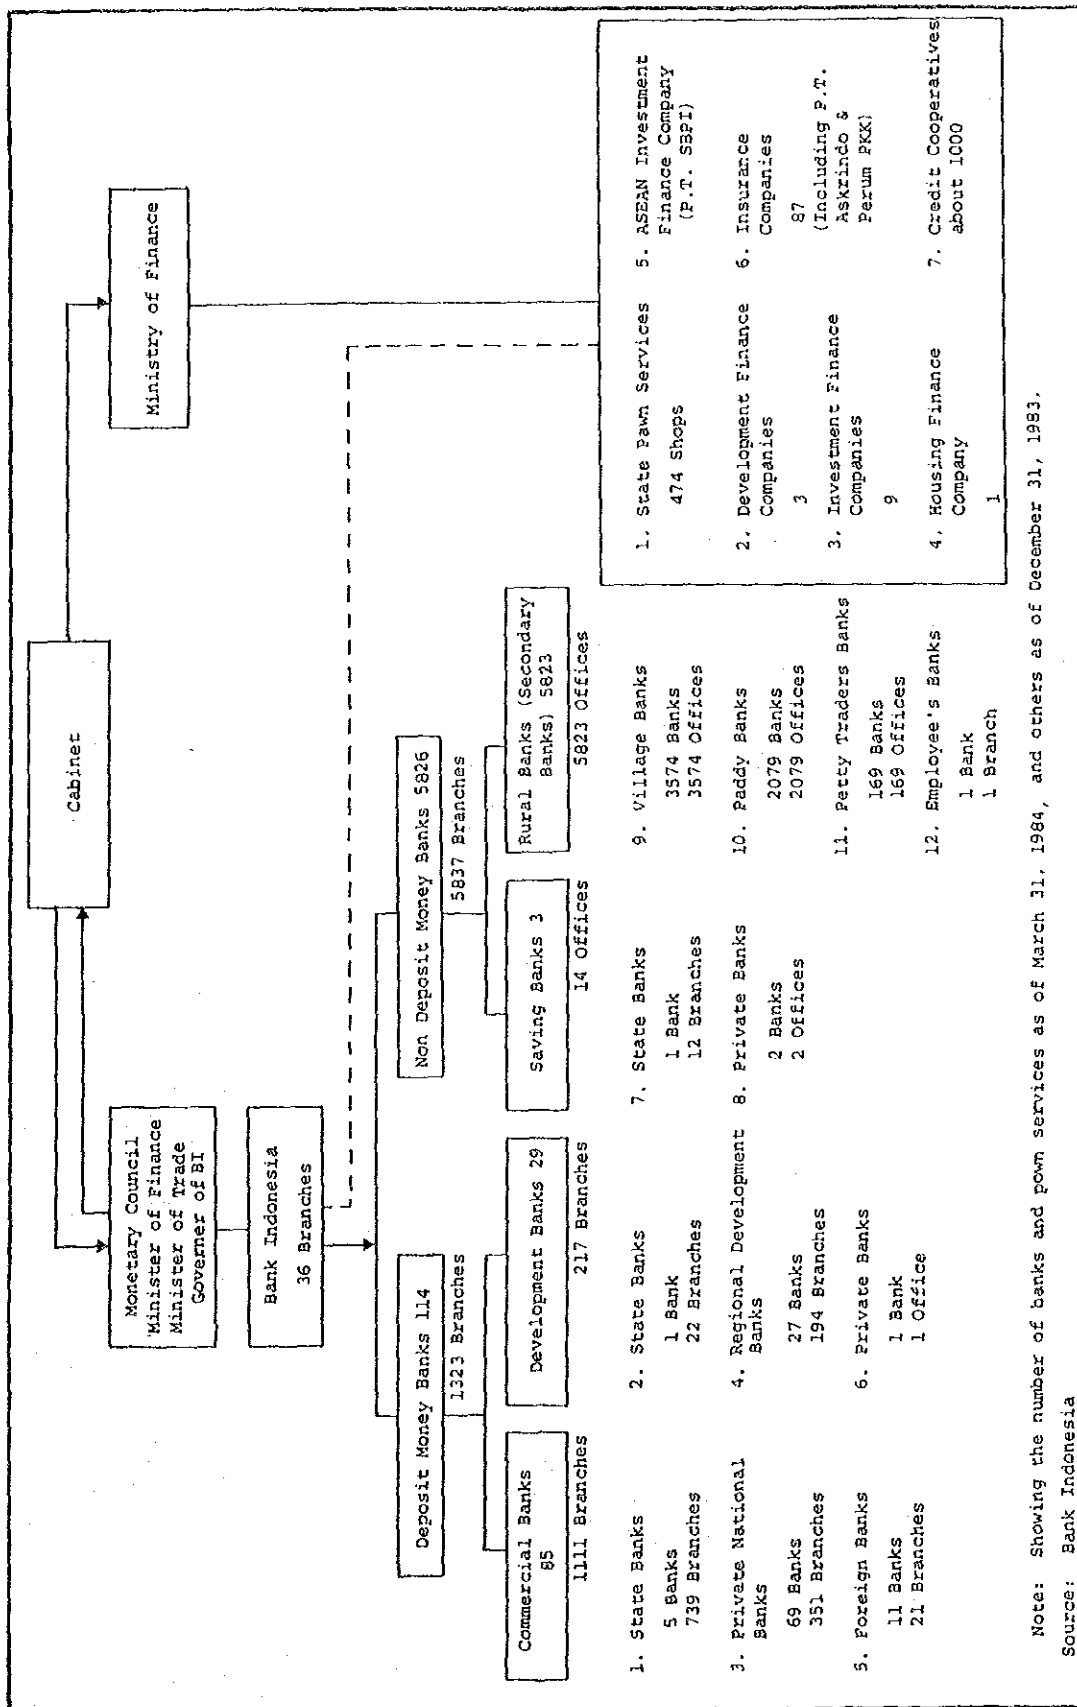 Cabinet
Monetary Council
'Minister of Finance
Minister of Trade
Governer of BI
Ministry of Finance
Bank Indonesia
36 Branches
Deposit Money Banks 114
1323 Branches
Non Deposit Money Banks 5826
5837 Branches
Commercial Banks
85
1111 Branches
Development Banks 29
217 Branches
Saving Banks 3
14 Offices
Rural Banks (Secondary
Banks) 5823
5823 Offices
1. State Banks
5 Banks
739 Branches
3. Private National
Banks
69 Banks
351 Branches
5. Foreign Banks
11 Banks
21 Branches
2. State Banks
1 Bank
22 Branches
4. Regional Development
Banks
27 Banks
194 Branches
6. Private Banks
1 Bank
1 Office
7. State Banks
1 Bank
12 Branches
8. Private Banks
2 Banks
2 Offices
9. Village Banks
3574 Banks
3574 Offices
10. Paddy Banks
2079 Banks
2079 Offices
11. Petty Traders Banks
169 Banks
169 Offices
12. Employee's Banks
1 Bank
1 Branch
1. State Pawn Services
474 Shops
2. Development Finance
Companies
3
3. Investment Finance
Companies
9
4. Housing Finance
Company
1
5. ASEAN Investment
Finance Company
(P.T. SBPI)
6. Insurance
Companies
87
(Including P.T.
Askrindo &
Perum PKK)
7. Credit Cooperatives
about 1000
Note: Showing the number of banks and pown services as of March 31, 1984, and others as of December 31, 1983.
Source: Bank Indonesia